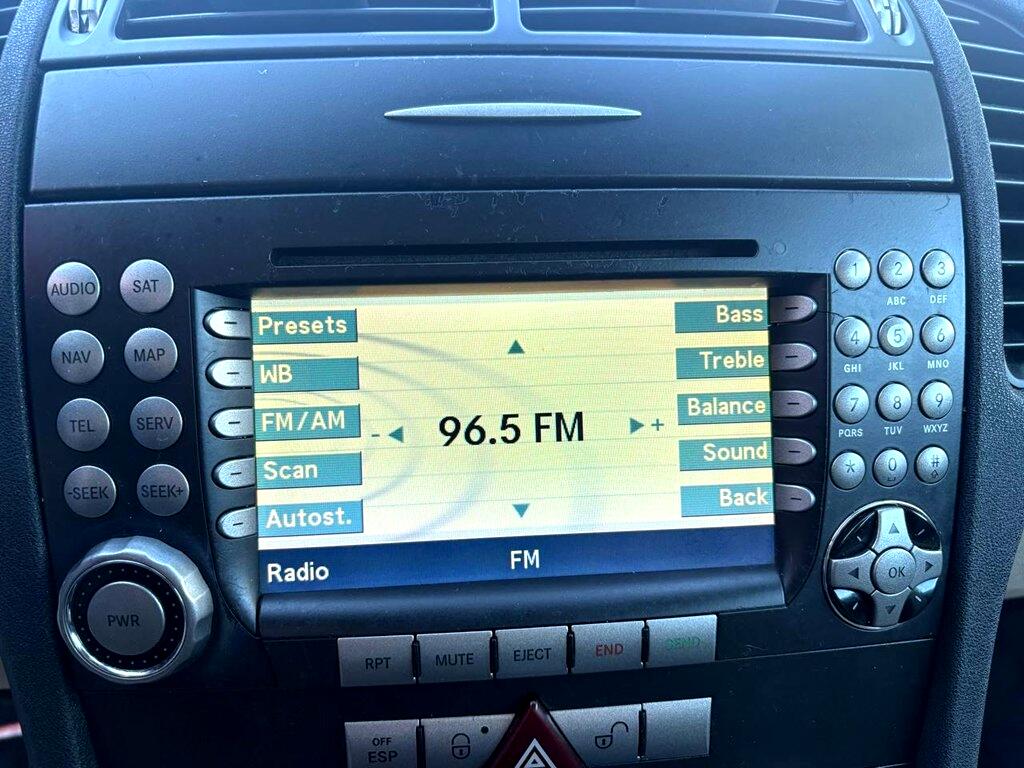 AUDIO SAT
NAV MAP
TEL SERV
-SEEK SEEK+
PWR
Presets
WB
FM/AM
Scan
Autost.
- 96.5 FM +
Bass
Treble
Balance
Sound
Back
Radio FM
1 2 3
ABC DEF
4 5 6
GHI JKL MNO
7 8 9
PQRS TUV WXYZ
* 0 #
OK
RPT MUTE EJECT END SEND
OFF
ESP